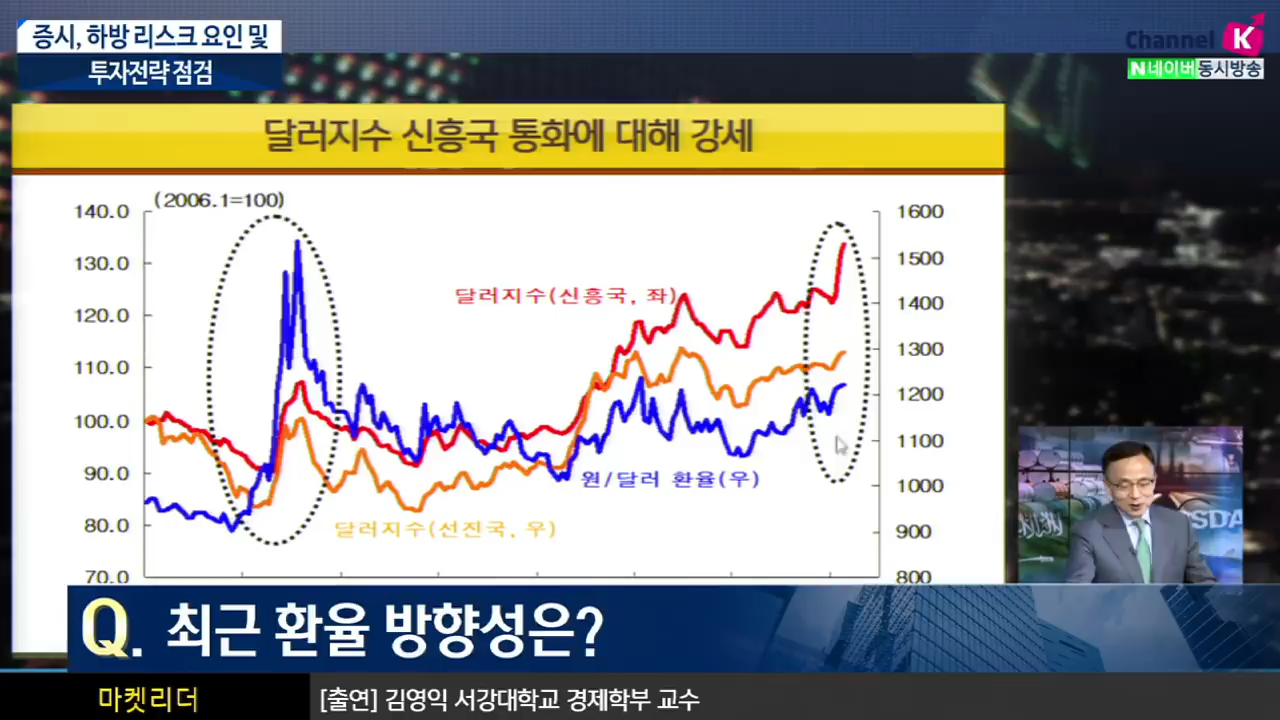 증시, 하방 리스크 요인 및
투자전략 점검
Channel K
N네이버 동시방송
달러지수 신흥국 통화에 대해 강세
(2006.1=100)
140.0
130.0
120.0
110.0
100.0
90.0
80.0
70.0
1600
1500
1400
1300
1200
1100
1000
900
800
달러지수(신흥국, 좌)
원/달러 환율(우)
달러지수(선진국, 우)
SDA
Q. 최근 환율 방향성은?
마켓리더
[출연] 김영익 서강대학교 경제학부 교수